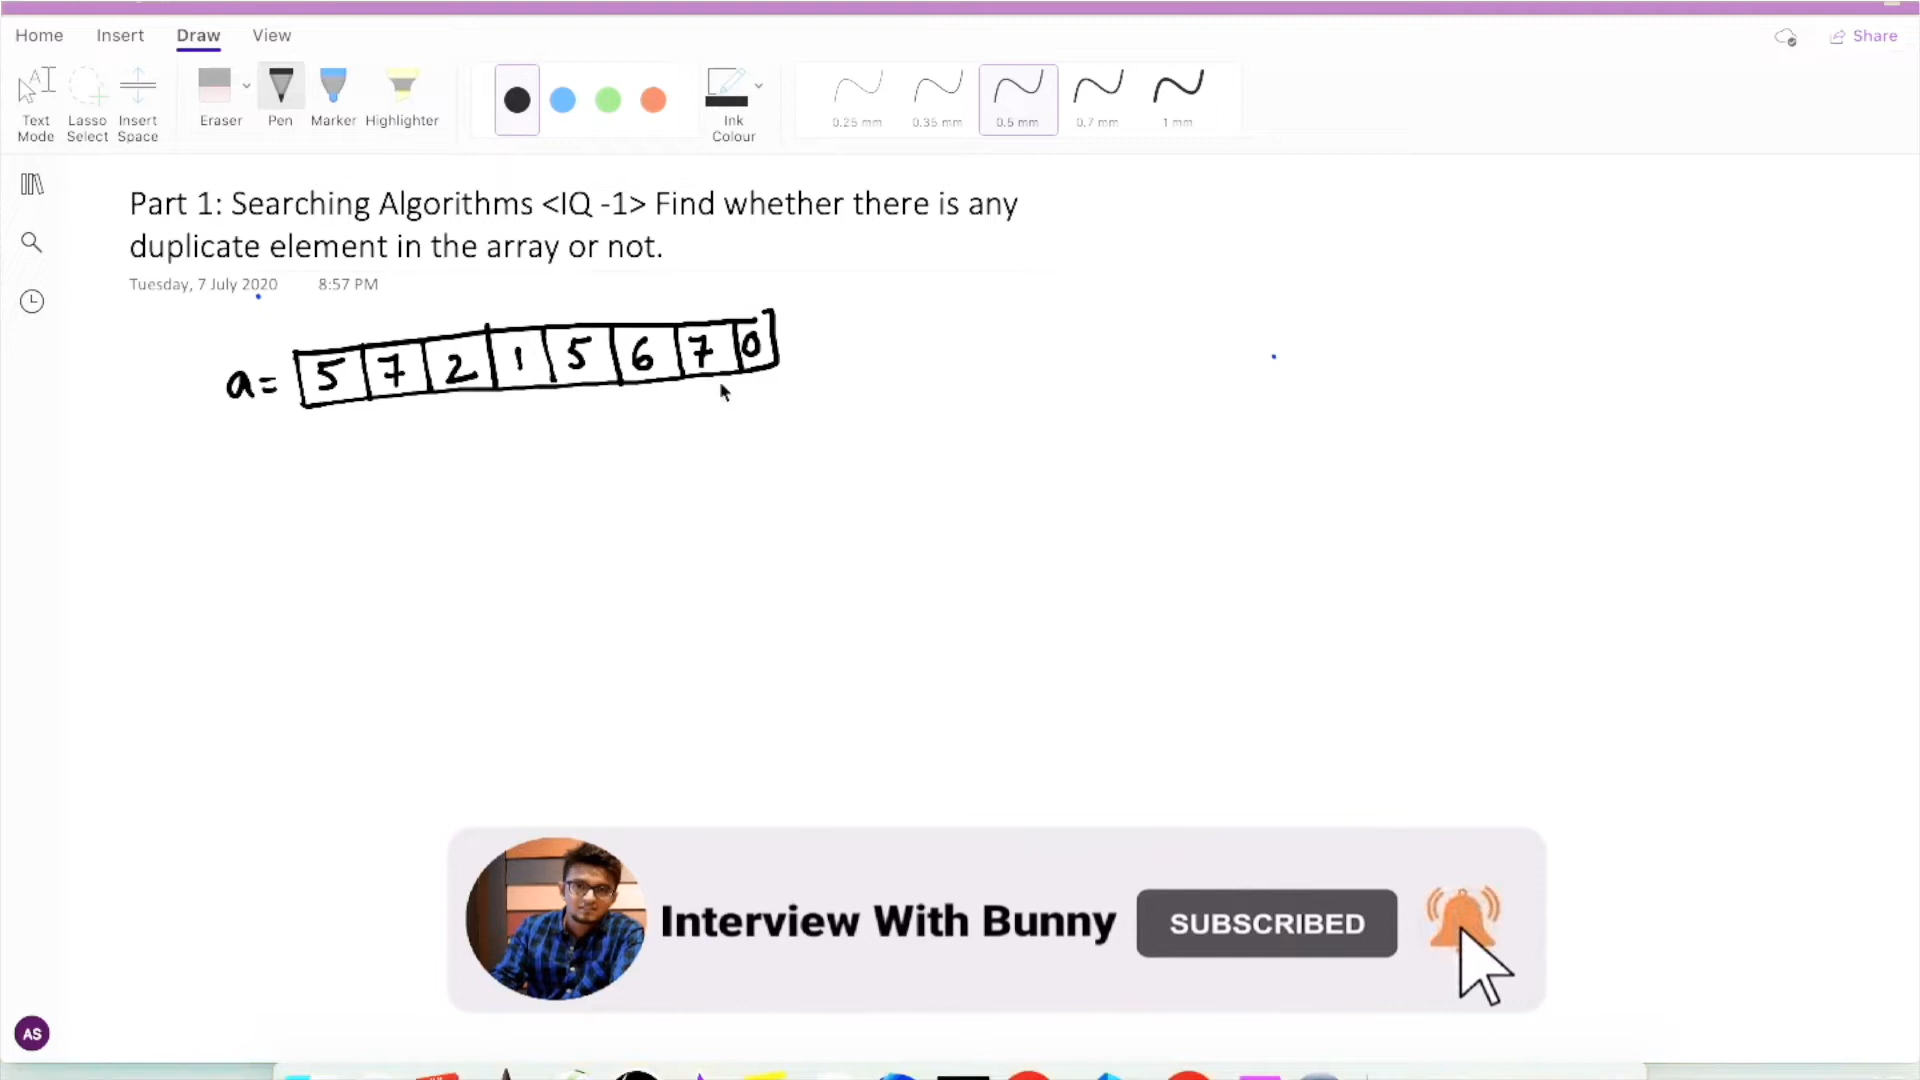 Home Insert Draw View
Share
Text Mode
Lasso Select
Insert Space
Eraser
Pen
Marker
Highlighter
Ink Colour
0.25 mm
0.35 mm
0.5 mm
0.7 mm
1 mm
Part 1: Searching Algorithms <IQ -1> Find whether there is any
duplicate element in the array or not.
Tuesday, 7 July 2020 8:57 PM
a= 5 7 2 1 5 6 7 0
Interview With Bunny SUBSCRIBED
AS